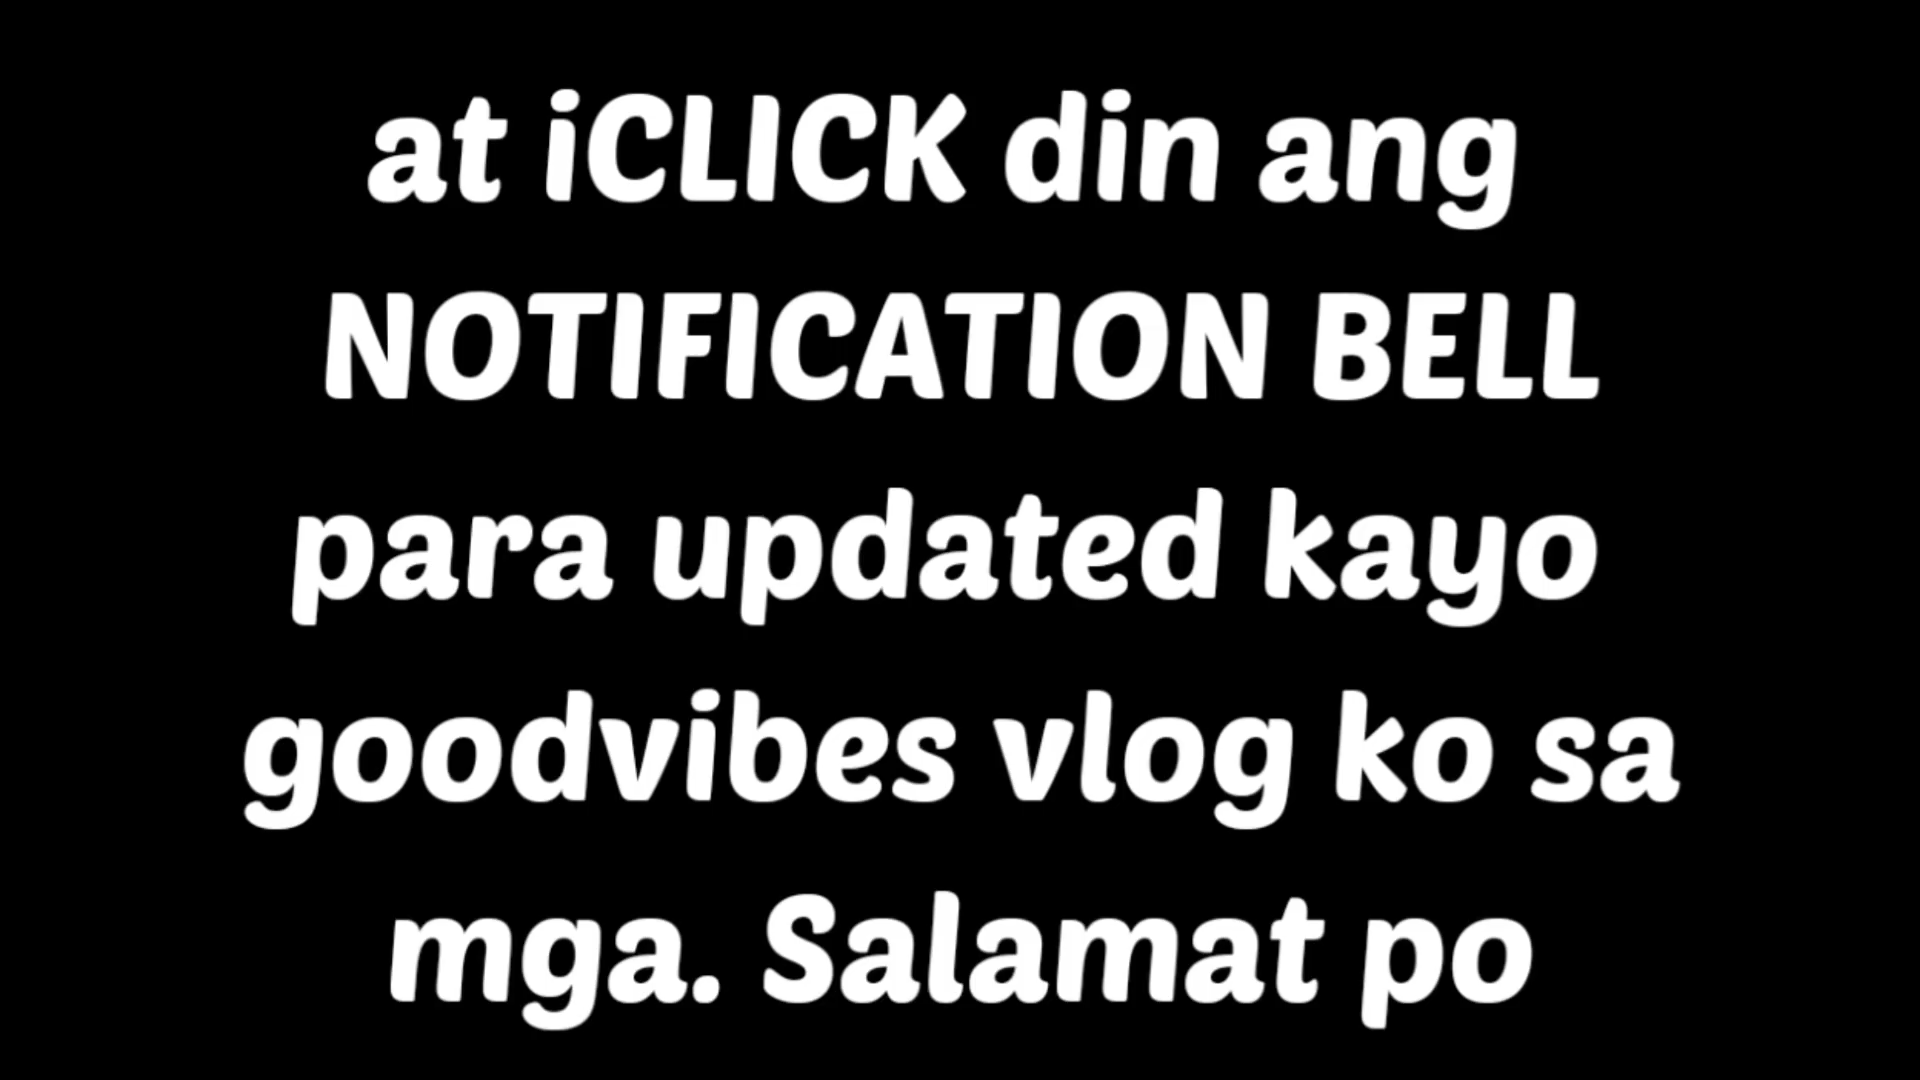 at iCLICK din ang
NOTIFICATION BELL
para updated kayo
goodvibes vlog ko sa
mga. Salamat po